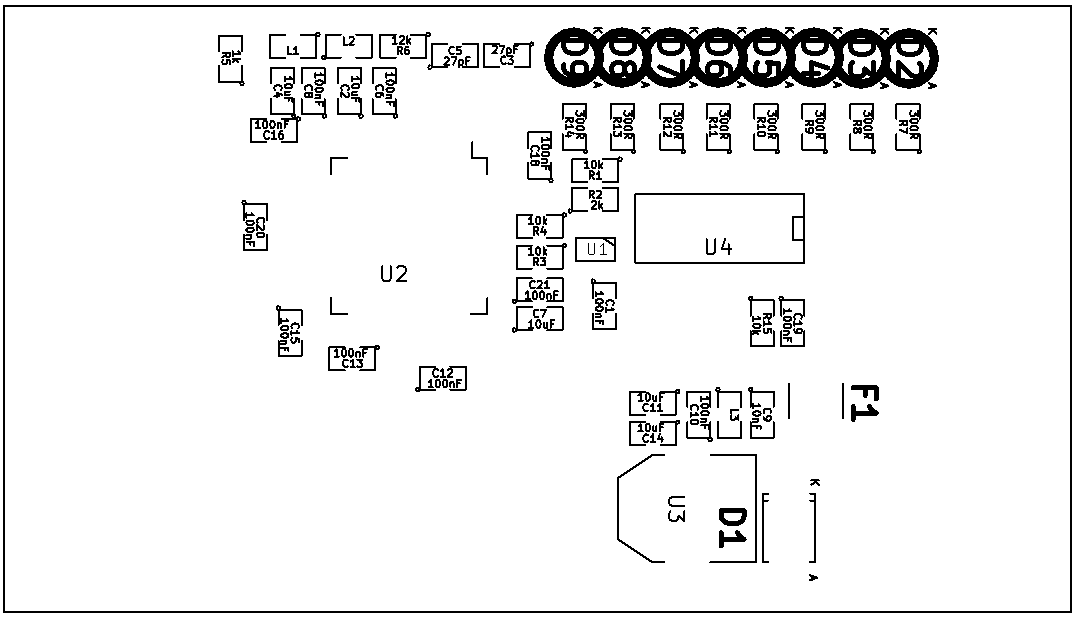 R5 1k
L1
L2
12k
R6
C5
27pF
27pF
C3
K K K K K K K K
D9 D8 D7 D6 D5 D4 D3 D2
A A A A A A A A
C4 10uF
C8 100nF
C2 10uF
C6 100nF
100nF
C16
R14 300R
R13 300R
R12 300R
R11 300R
R10 300R
R9 300R
R8 300R
R7 300R
C18 100nF
10k
R1
R2
2k
10k
R4
10k
R3
U1
U4
C20
100nF
U2
C21
100nF
C7
10uF
C1
100nF
C15
100nF
R15
10k
C19
100nF
100nF
C13
C12
100nF
10uF
C11
10uF
C14
C10 100nF
L3
C9
10nF
F1
U3
D1
K
A